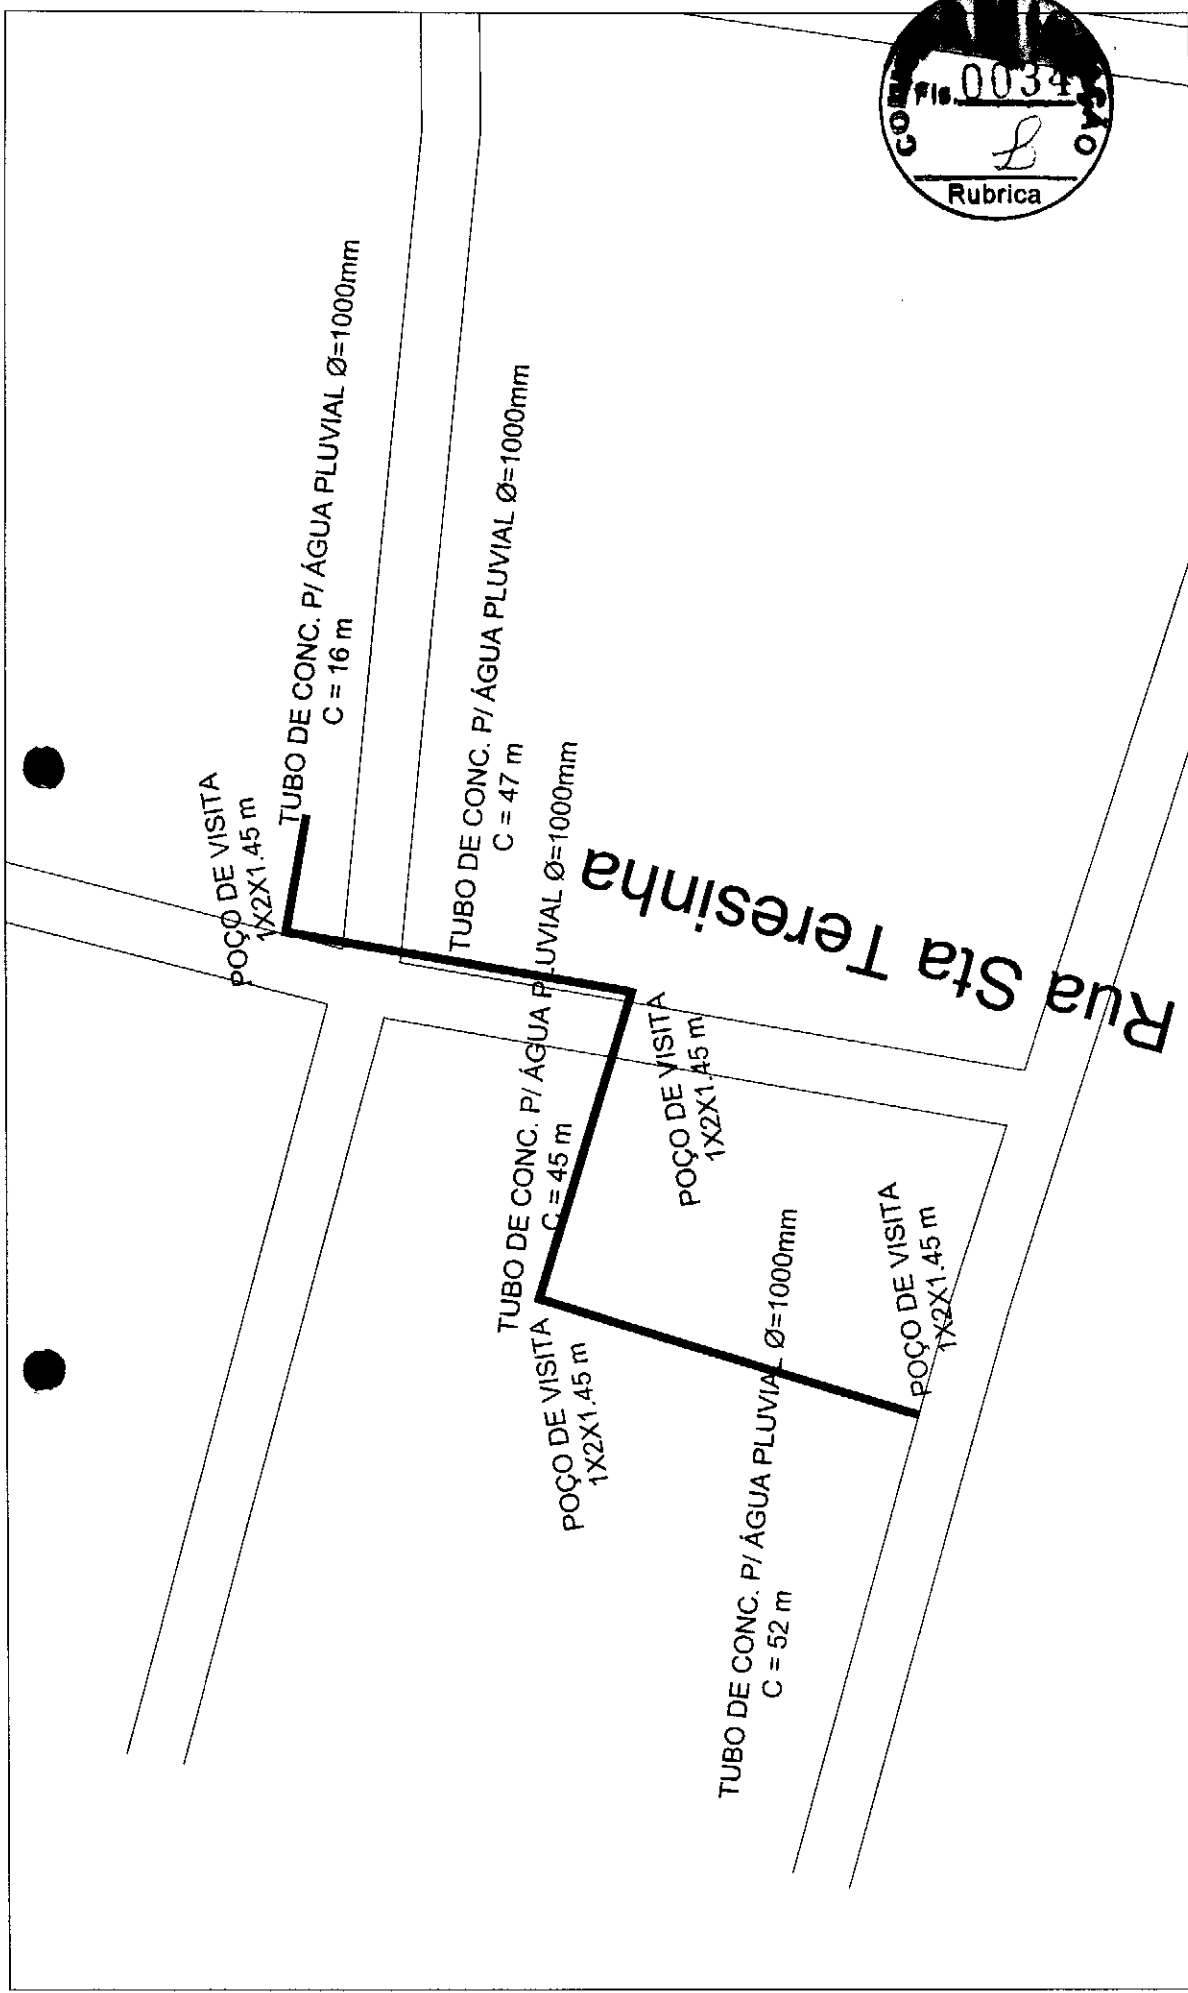 Fls. 0034
Rubrica
TUBO DE CONC. P/ ÁGUA PLUVIAL Ø=1000mm
C = 16 m
POÇO DE VISITA
1X2X1.45 m
TUBO DE CONC. P/ ÁGUA PLUVIAL Ø=1000mm
C = 47 m
TUBO DE CONC. P/ ÁGUA PLUVIAL Ø=1000mm
C = 45 m
Rua Sta Teresinha
POÇO DE VISITA
1X2X1.45 m
POÇO DE VISITA
1X2X1.45 m
TUBO DE CONC. P/ ÁGUA PLUVIAL Ø=1000mm
C = 52 m
POÇO DE VISITA
1X2X1.45 m